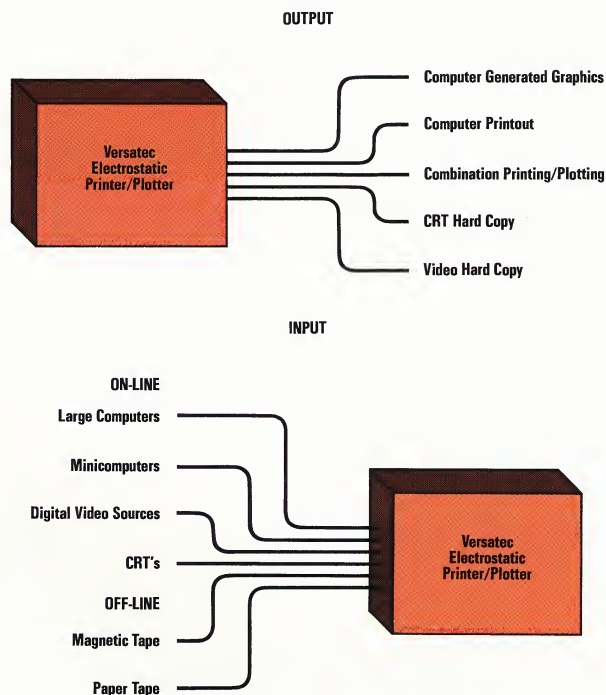 OUTPUT
Versatec
Electrostatic
Printer/Plotter
Computer Generated Graphics
Computer Printout
Combination Printing/Plotting
CRT Hard Copy
Video Hard Copy
INPUT
ON-LINE
Large Computers
Minicomputers
Digital Video Sources
CRT's
OFF-LINE
Magnetic Tape
Paper Tape
Versatec
Electrostatic
Printer/Plotter